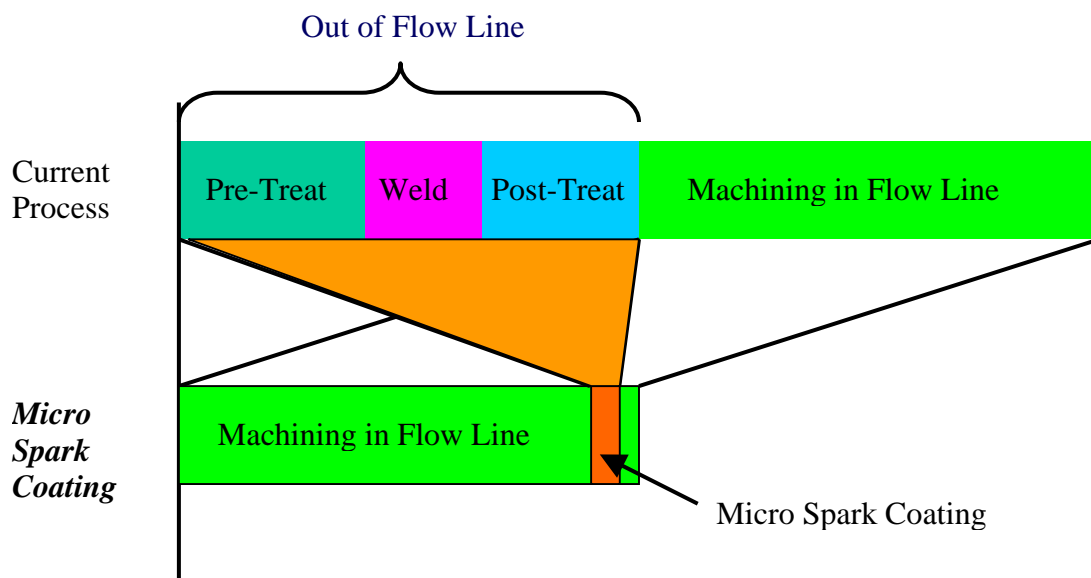 Out of Flow Line
Current
Process
Pre-Treat
Weld
Post-Treat
Machining in Flow Line
Micro
Spark
Coating
Machining in Flow Line
Micro Spark Coating